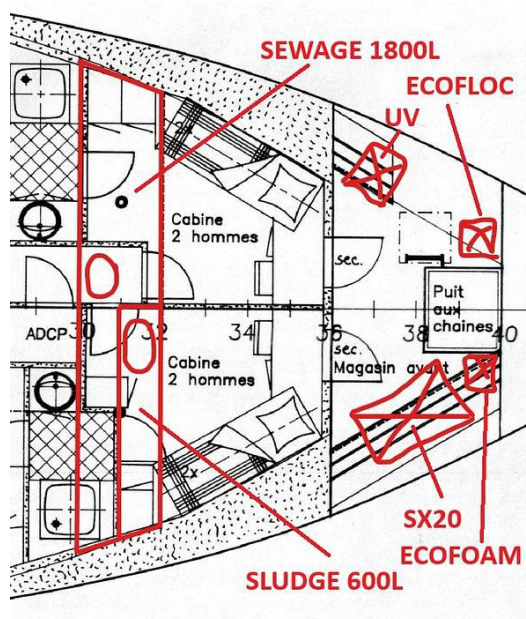 SEWAGE 1800L
ECOFLOC
UV
2x
Cabine
2 hommes
sec.
Puit
aux
chaines
ADCP
30
32
34
36
38
40
sec.
Magasin avant
Cabine
2 hommes
2x
SX20
ECOFOAM
SLUDGE 600L